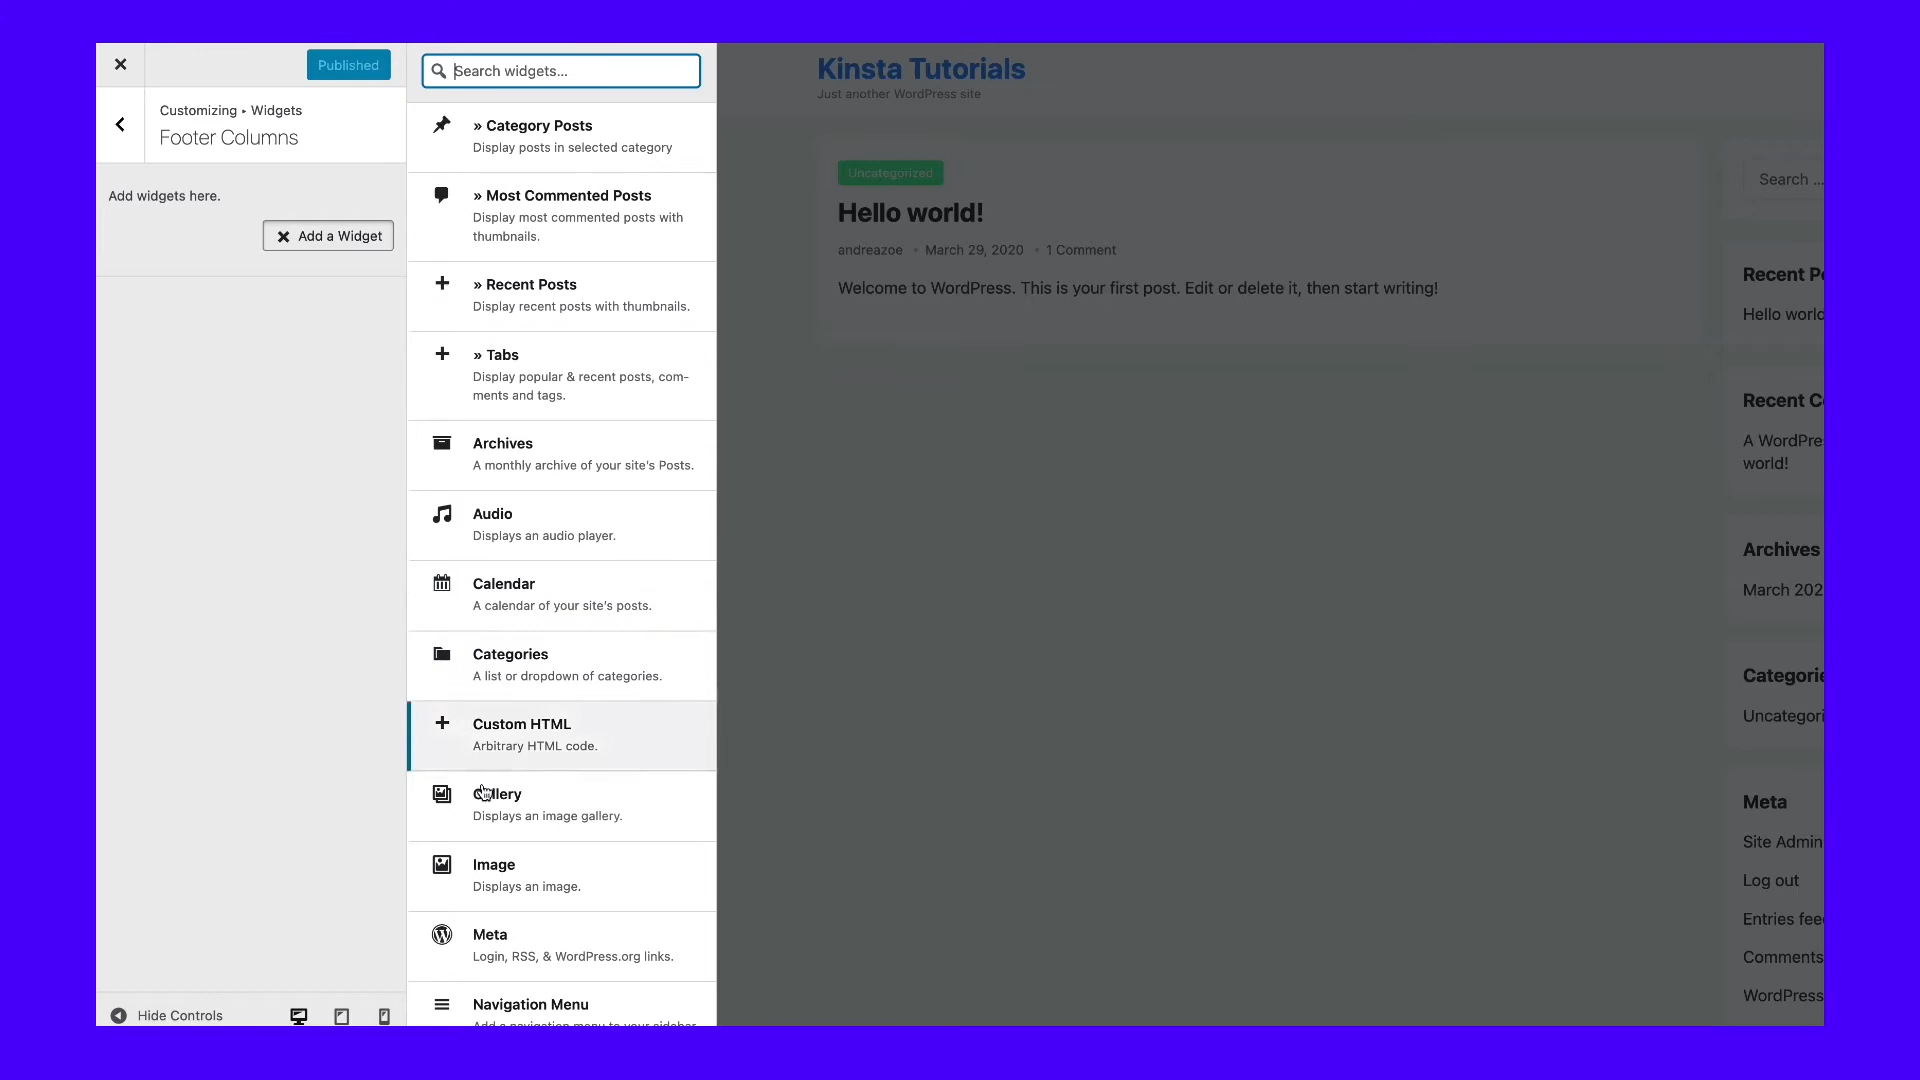 Published
Customizing ▸ Widgets
Footer Columns
Add widgets here.
Add a Widget
Hide Controls
Search widgets...
» Category Posts
Display posts in selected category
» Most Commented Posts
Display most commented posts with
thumbnails.
» Recent Posts
Display recent posts with thumbnails.
» Tabs
Display popular & recent posts, com-
ments and tags.
Archives
A monthly archive of your site's Posts.
Audio
Displays an audio player.
Calendar
A calendar of your site's posts.
Categories
A list or dropdown of categories.
Custom HTML
Arbitrary HTML code.
Gallery
Displays an image gallery.
Image
Displays an image.
Meta
Login, RSS, & WordPress.org links.
Navigation Menu
Add a navigation menu to your sidebar
Kinsta Tutorials
Just another WordPress site
Uncategorized
Hello world!
andreazoe • March 29, 2020 • 1 Comment
Welcome to WordPress. This is your first post. Edit or delete it, then start writing!
Search ...
Recent
Hello
Recent
A
world!
Archives
March
Meta
Site Admin
Log out
Entries
Comments
WordPress